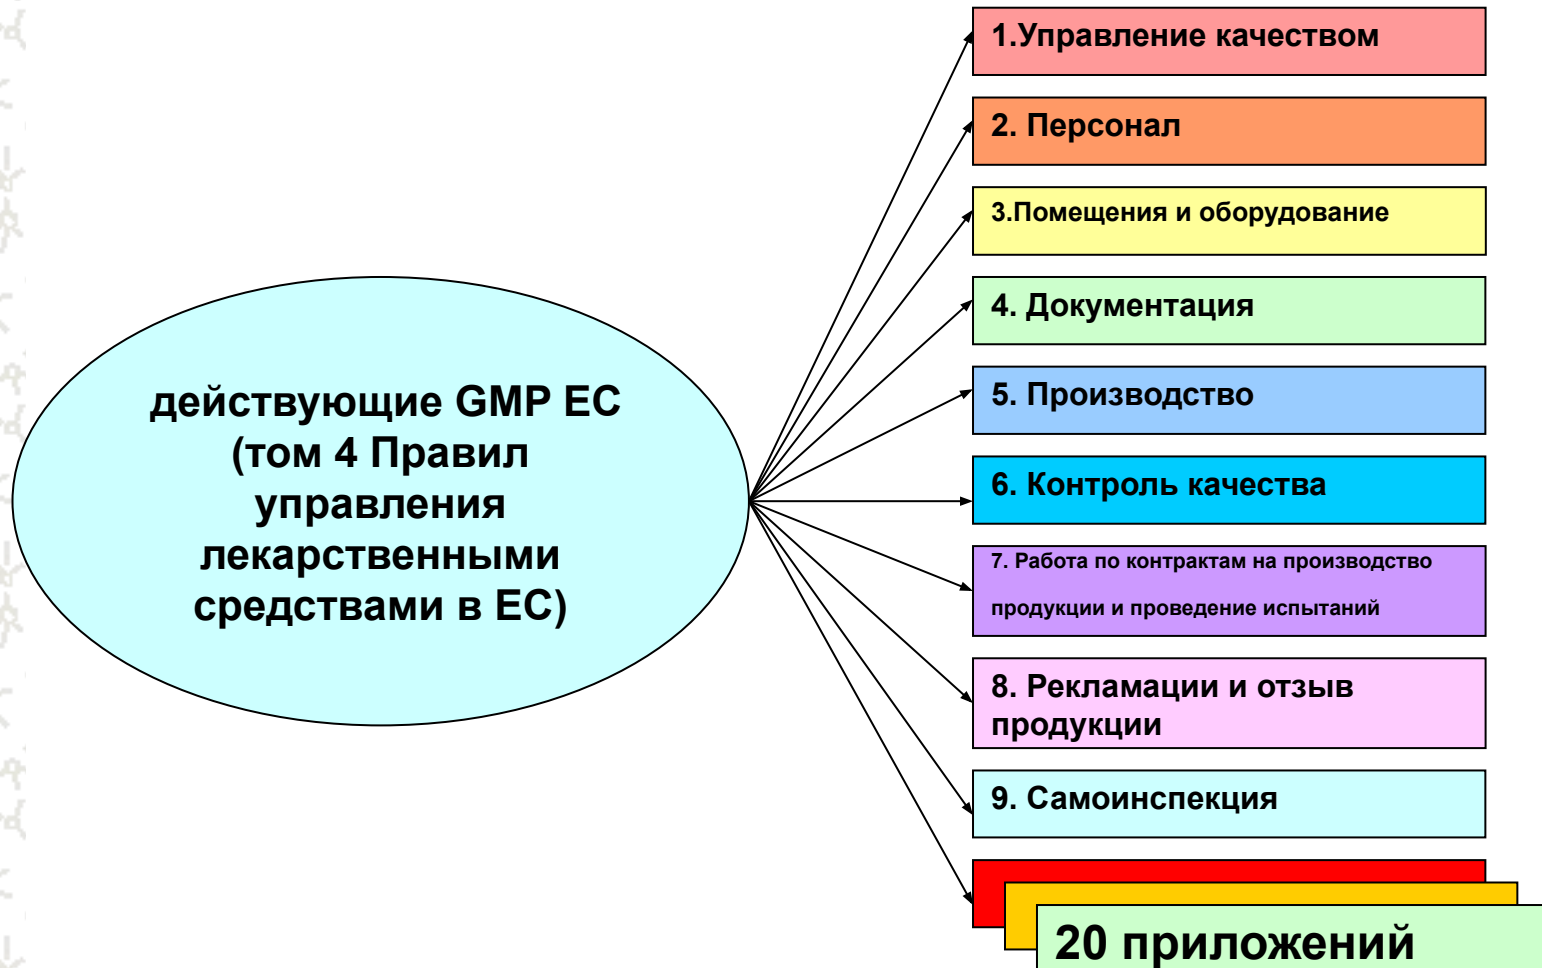 действующие GMP ЕС
(том 4 Правил
управления
лекарственными
средствами в ЕС)
1.Управление качеством
2. Персонал
3.Помещения и оборудование
4. Документация
5. Производство
6. Контроль качества
7. Работа по контрактам на производство
продукции и проведение испытаний
8. Рекламации и отзыв
продукции
9. Самоинспекция
20 приложений